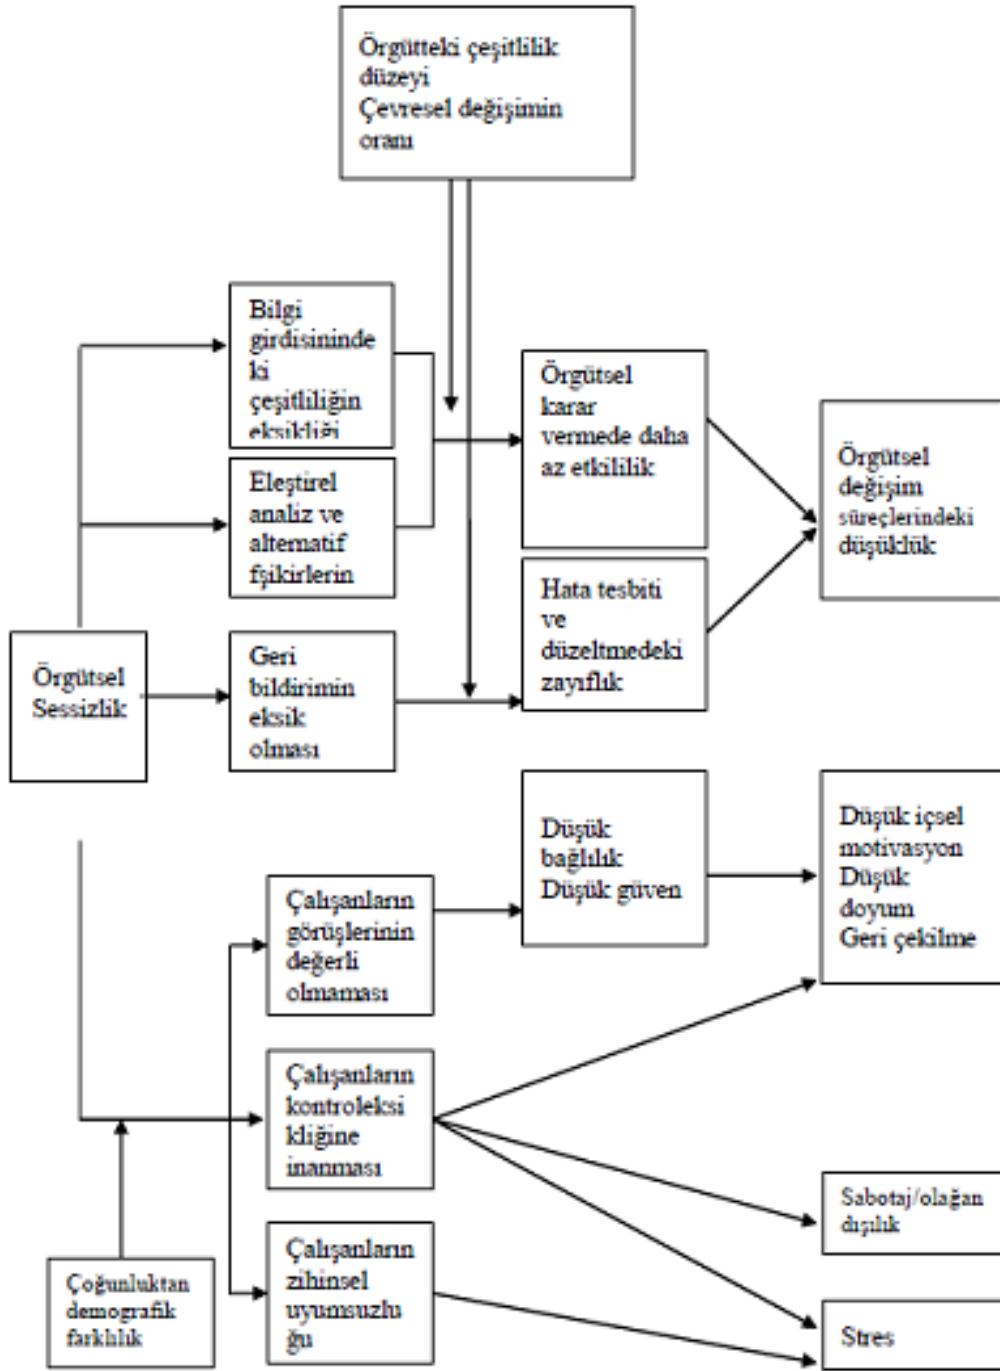 Örgütteki çeşitlilik
düzeyi
Çevresel değişimin
oranı
Bilgi
girdisininde
ki
çeşitliliğin
eksikliği
Eleştirel
analiz ve
alternatif
fşikirlerin
Örgütsel
karar
vermede daha
az etkililik
Örgütsel
değişim
süreçlerindeki
düşüklük
Hata tesbiti
ve
düzeltmedeki
zayıflık
Örgütsel
Sessizlik
Geri
bildirimin
eksik
olması
Düşük
bağlılık
Düşük güven
Düşük içsel
motivasyon
Düşük
doyum
Geri çekilme
Çalışanların
görüşlerinin
değerli
olmaması
Çalışanların
kontroleksi
kliğine
inanması
Sabotaj/olağan
dışılık
Çalışanların
zihinsel
uyumsuzlu
ğu
Çoğunluktan
demografik
farklılık
Stres